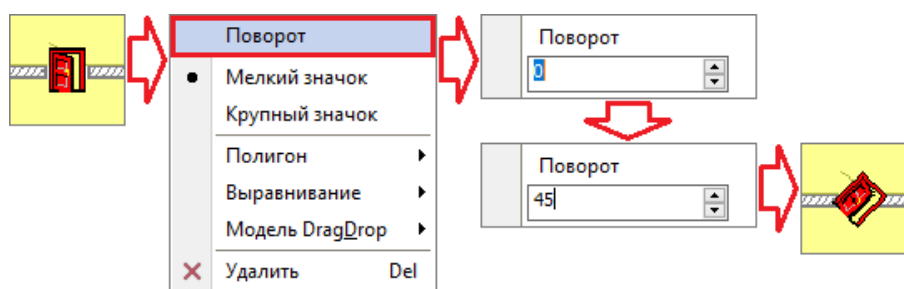 Поворот
Мелкий значок
Крупный значок
Полигон
Выравнивание
Модель DragDrop
Удалить Del
Поворот
0
Поворот
45